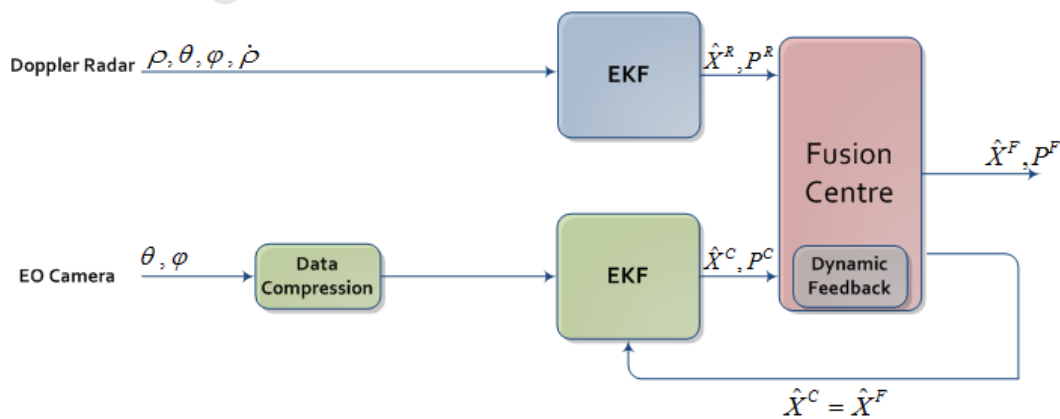 Doppler Radar
ρ, θ, φ, ρ̇
EKF
X̂^R, P^R
Fusion
Centre
X̂^F, P^F
EO Camera
θ, φ
Data
Compression
EKF
X̂^C, P^C
Dynamic
Feedback
X̂^C = X̂^F